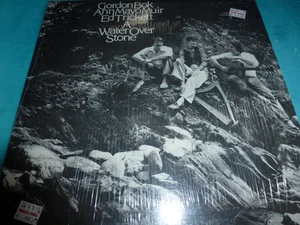 Gordon Bok
Ann Mayo Muir
Ed Trickett
A
Water Over
Stone